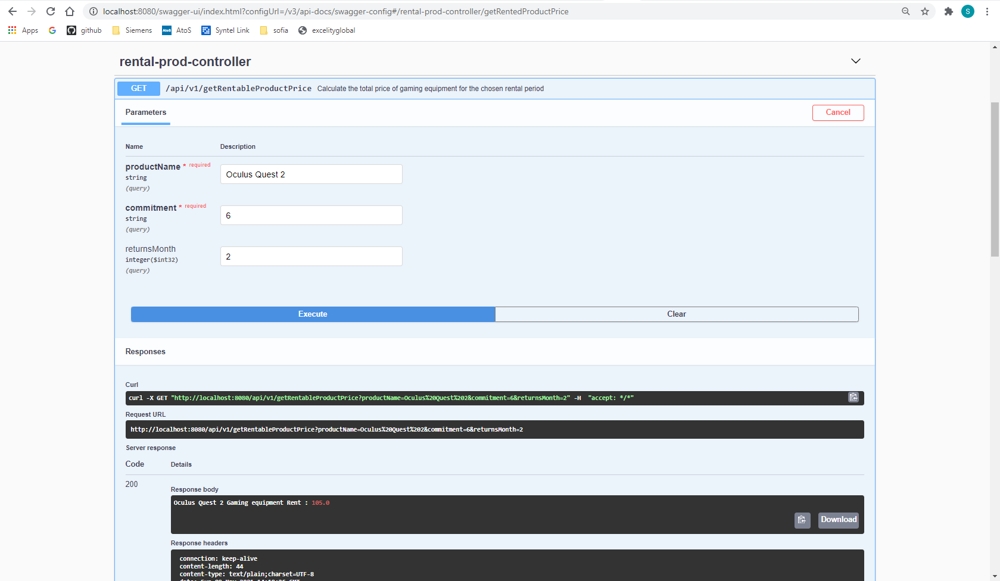 localhost:8080/swagger-ui/index.html?configUrl=/v3/api-docs/swagger-config#/rental-prod-controller/getRentedProductPrice
S
Apps
github
Siemens
AtoS
AtoS
Syntel Link
sofia
excelityglobal
rental-prod-controller
GET /api/v1/getRentableProductPrice Calculate the total price of gaming equipment for the chosen rental period
Parameters
Cancel
Name Description
productName * required
string
(query)
Oculus Quest 2
commitment * required
string
(query)
6
returnsMonth
integer($int32)
(query)
2
Execute
Clear
Responses
Curl
curl -X GET "http://localhost:8080/api/v1/getRentableProductPrice?productName=Oculus%20Quest%202&commitment=6&returnsMonth=2" -H  "accept: */*"
Request URL
http://localhost:8080/api/v1/getRentableProductPrice?productName=Oculus%20Quest%202&commitment=6&returnsMonth=2
Server response
Code Details
200
Response body
Oculus Quest 2 Gaming equipment Rent : 105.0
Download
Response headers
connection: keep-alive
content-length: 44
content-type: text/plain;charset=UTF-8